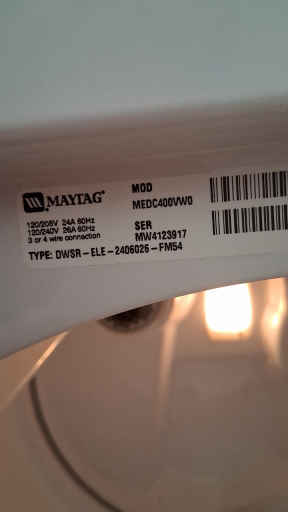 MAYTAG®
120/208V 24A 60Hz
120/240V 26A 60Hz
3 or 4 wire connection
MOD
MEDC400VW0
SER
MW4123917
TYPE: DWSR-ELE-2406026-FM54